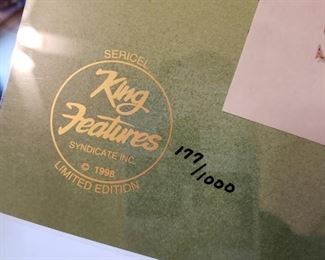 SERICEL
King
Features
SYNDICATE INC.
© 1998
LIMITED EDITION
177/1000